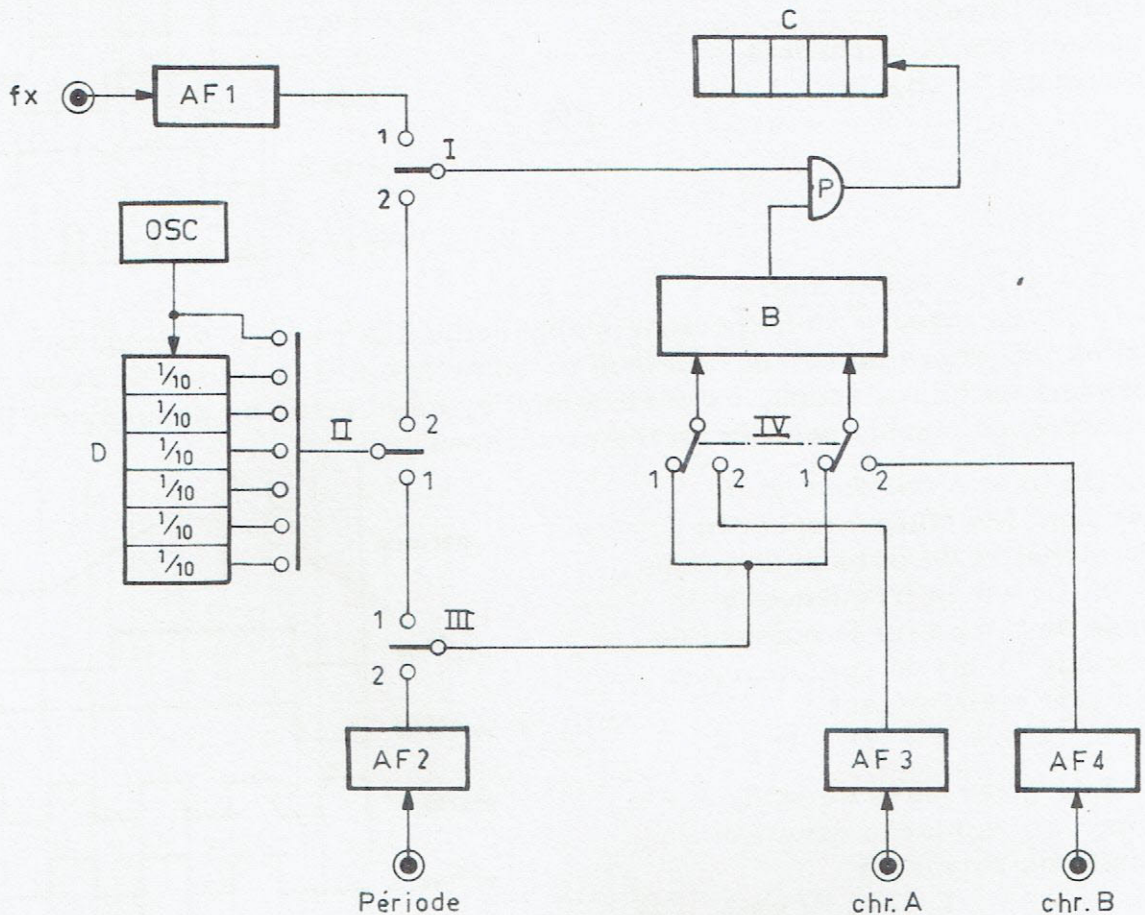 C
fx
AF1
1
I
2
P
OSC
B
1/10
1/10
1/10
1/10
1/10
1/10
D
II
2
1
IV
1
2
1
2
1
III
2
AF2
AF3
AF4
Période
chr. A
chr. B